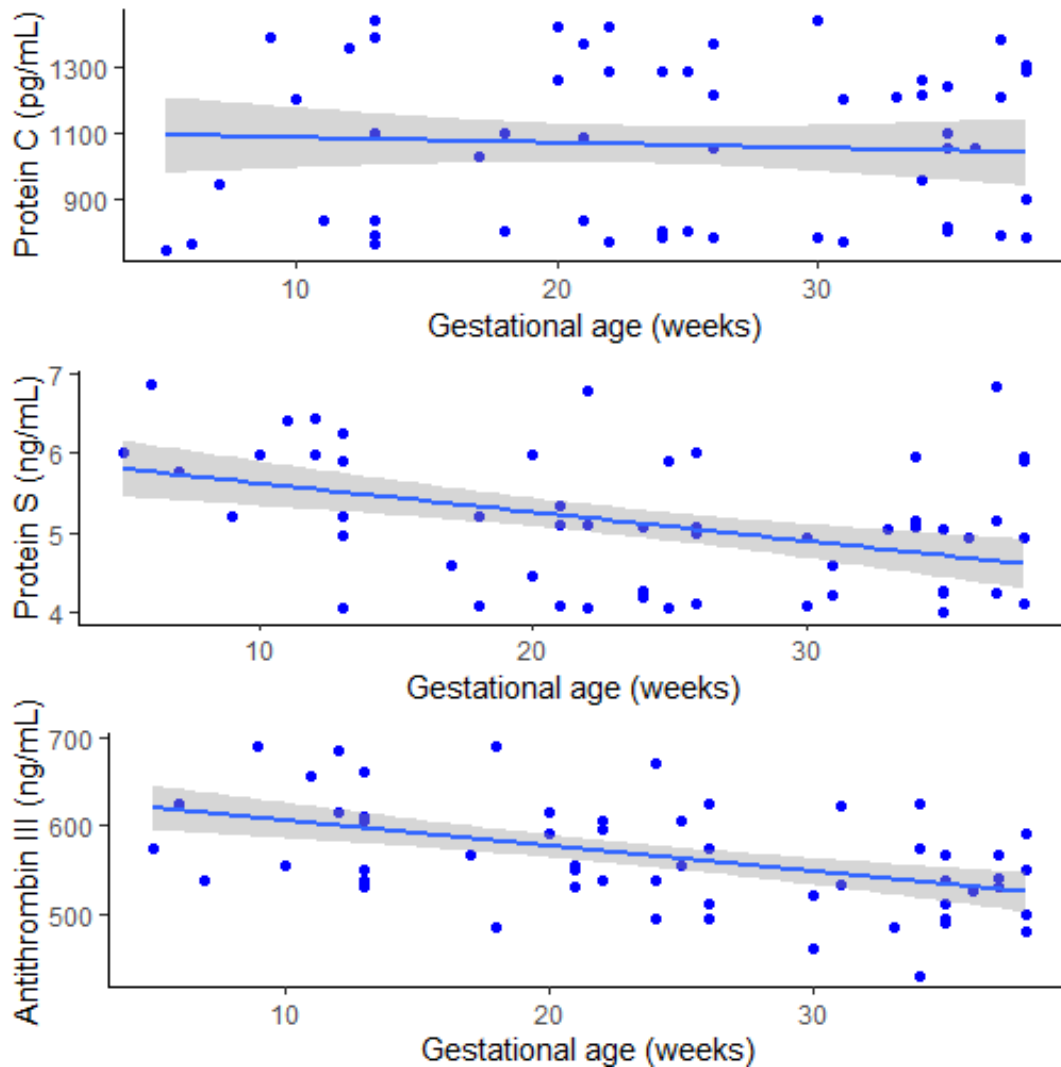 Protein C (pg/mL)
1300
1100
900
10 20 30
Gestational age (weeks)
Protein S (ng/mL)
7
6
5
4
10 20 30
Gestational age (weeks)
Antithrombin III (ng/mL)
700
600
500
10 20 30
Gestational age (weeks)